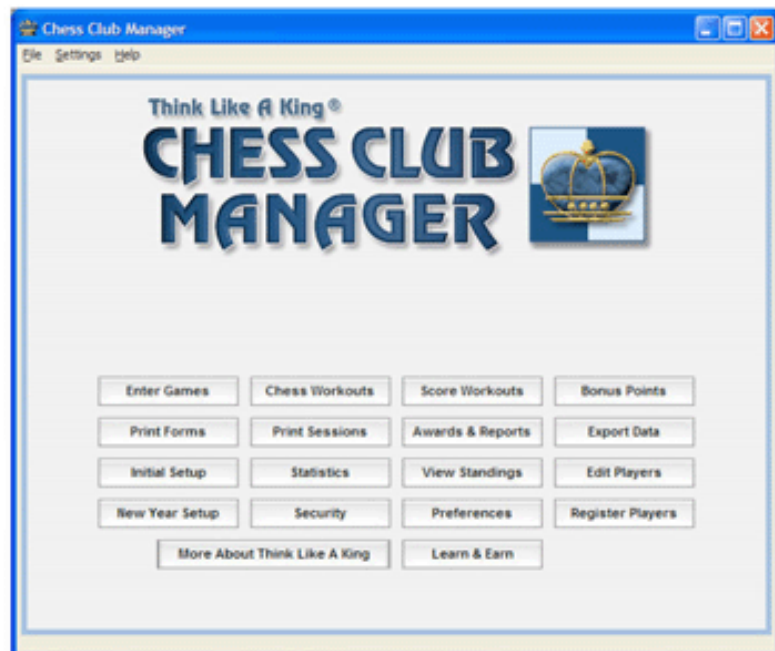 Chess Club Manager
File Settings Help
Think Like A King ®
CHESS CLUB
MANAGER
Enter Games Chess Workouts Score Workouts Bonus Points
Print Forms Print Sessions Awards & Reports Export Data
Initial Setup Statistics View Standings Edit Players
New Year Setup Security Preferences Register Players
More About Think Like A King Learn & Earn